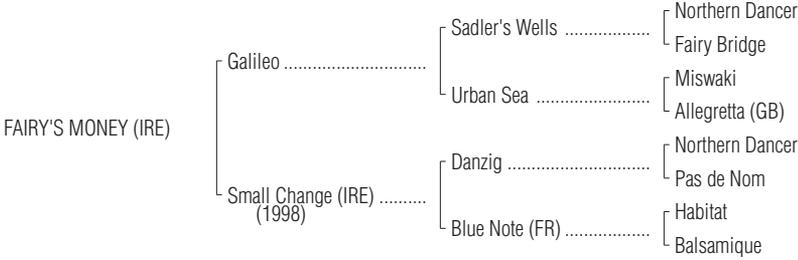 Northern Dancer
Sadler's Wells ..................
Fairy Bridge
Galileo ..............................
Miswaki
Urban Sea ........................
Allegretta (GB)
FAIRY'S MONEY (IRE)
Northern Dancer
Danzig ..............................
Pas de Nom
Small Change (IRE) ..........
(1998)
Habitat
Blue Note (FR) ..................
Balsamique